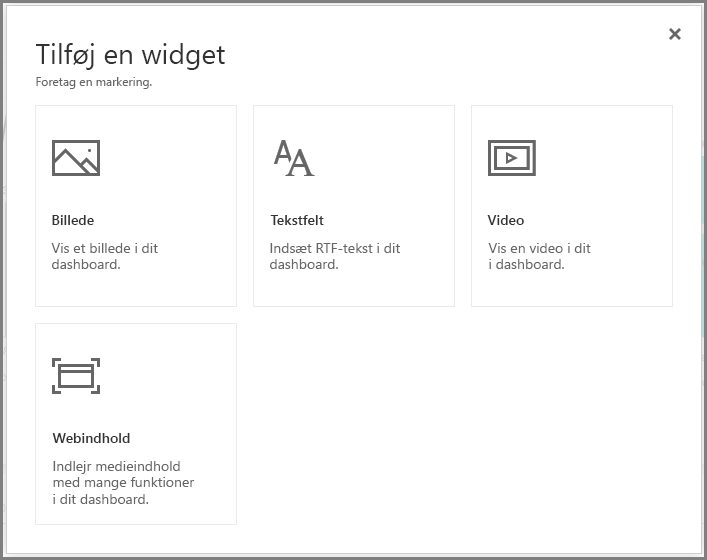 Tilføj en widget
Foretag en markering.
Billede
Vis et billede i dit
dashboard.
Tekstfelt
Indsæt RTF-tekst i dit
dashboard.
Video
Vis en video i dit
i dashboard.
Webindhold
Indlejr medieindhold
med mange funktioner
i dit dashboard.